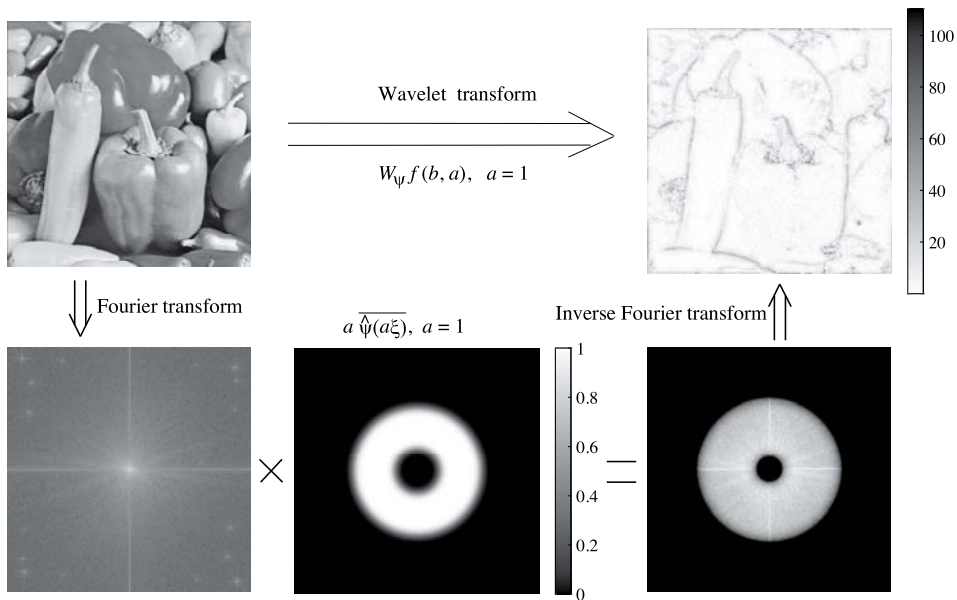 Wavelet transform
W_ψ f (b, a), a = 1
100
80
60
40
20
Fourier transform
a \overline{ψ̂(aξ)}, a = 1
Inverse Fourier transform
1
0.8
0.6
0.4
0.2
0
×
=